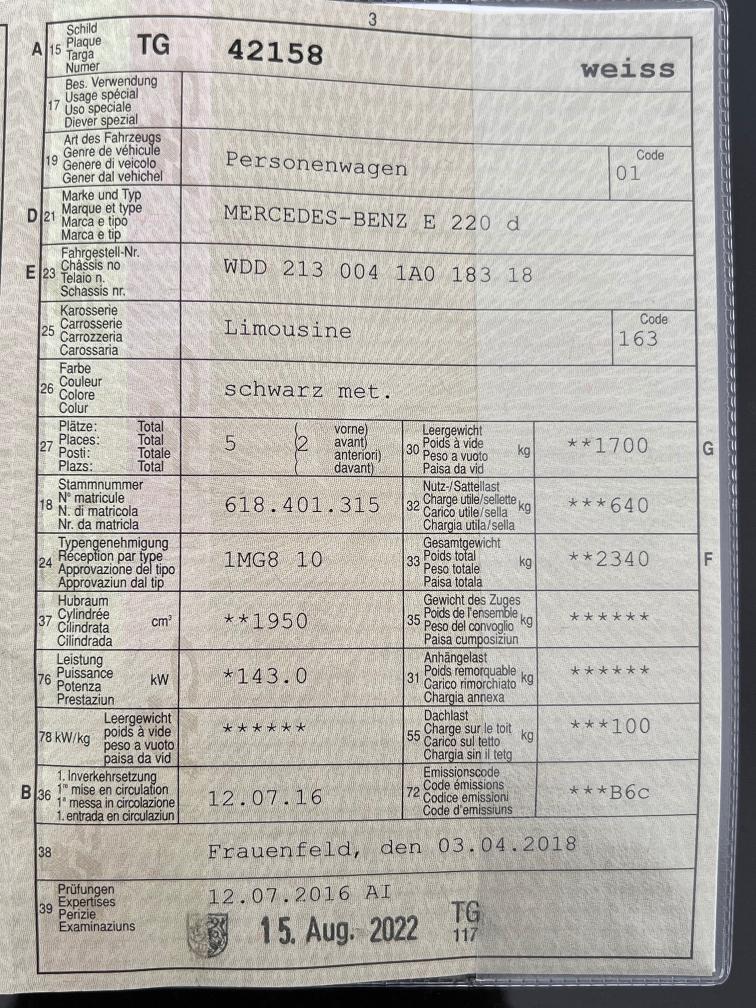 3
A 15 Schild
Plaque
Targa
Numer
TG 42158 weiss
17 Bes. Verwendung
Usage spécial
Uso speciale
Diever spezial
19 Art des Fahrzeugs
Genre de véhicule
Genere di veicolo
Gener dal vehichel
Personenwagen
Code
01
D 21 Marke und Typ
Marque et type
Marca e tipo
Marca e tip
MERCEDES-BENZ E 220 d
E 23 Fahrgestell-Nr.
Châssis no
Telaio n.
Schassis nr.
WDD 213 004 1A0 183 18
25 Karosserie
Carrosserie
Carrozzeria
Carossaria
Limousine
Code
163
26 Farbe
Couleur
Colore
Colur
schwarz met.
27 Plätze: Total
Places: Total
Posti: Totale
Plazs: Total
5 (2 vorne)
avant)
anteriori)
davant)
30 Leergewicht
Poids à vide
Peso a vuoto
Paisa da vid
kg **1700 G
18 Stammnummer
N° matricule
N. di matricola
Nr. da matricla
618.401.315
32 Nutz-/Sattellast
Charge utile/sellette
Carico utile/sella
Chargia utila/sella
kg ***640
24 Typengenehmigung
Réception par type
Approvazione del tipo
Approvaziun dal tip
1MG8 10
33 Gesamtgewicht
Poids total
Peso totale
Paisa totala
kg **2340 F
37 Hubraum
Cylindrée
Cilindrata
Cilindrada
cm³ **1950
35 Gewicht des Zuges
Poids de l'ensemble
Peso del convoglio
Paisa cumposiziun
kg ******
76 Leistung
Puissance
Potenza
Prestaziun
kW *143.0
31 Anhängelast
Poids remorquable
Carico rimorchiato
Chargia annexa
kg ******
78 kW/kg Leergewicht
poids à vide
peso a vuoto
paisa da vid
******
55 Dachlast
Charge sur le toit
Carico sul tetto
Chargia sin il tetg
kg ***100
B 36 1. Inverkehrsetzung
1re mise en circulation
1a messa in circolazione
1. entrada en circulaziun
12.07.16
72 Emissionscode
Code émissions
Codice emissioni
Code d'emissiuns
***B6c
38 Frauenfeld, den 03.04.2018
39 Prüfungen
Expertises
Perizie
Examinaziuns
12.07.2016 AI
15. Aug. 2022 TG
117